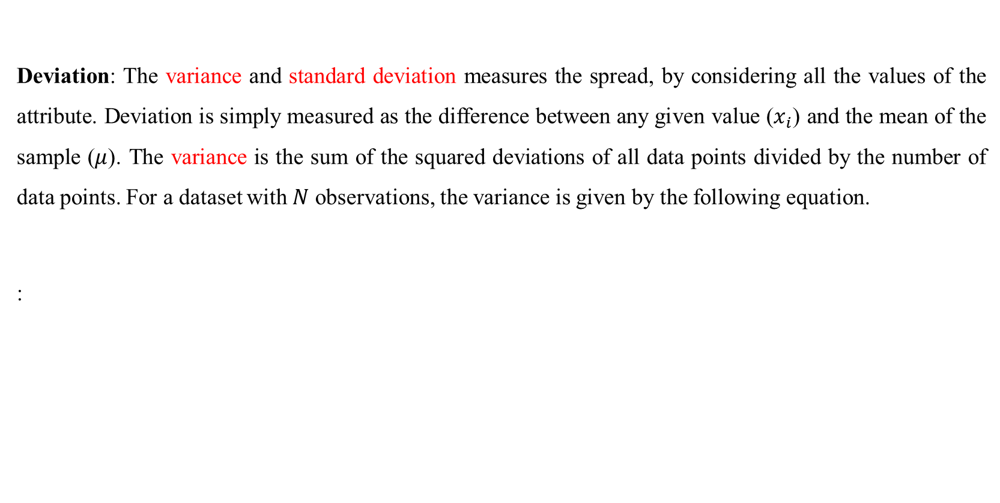 Deviation: The variance and standard deviation measures the spread, by considering all the values of the
attribute. Deviation is simply measured as the difference between any given value (𝑥ᵢ) and the mean of the
sample (𝜇). The variance is the sum of the squared deviations of all data points divided by the number of
data points. For a dataset with 𝑁 observations, the variance is given by the following equation.
: